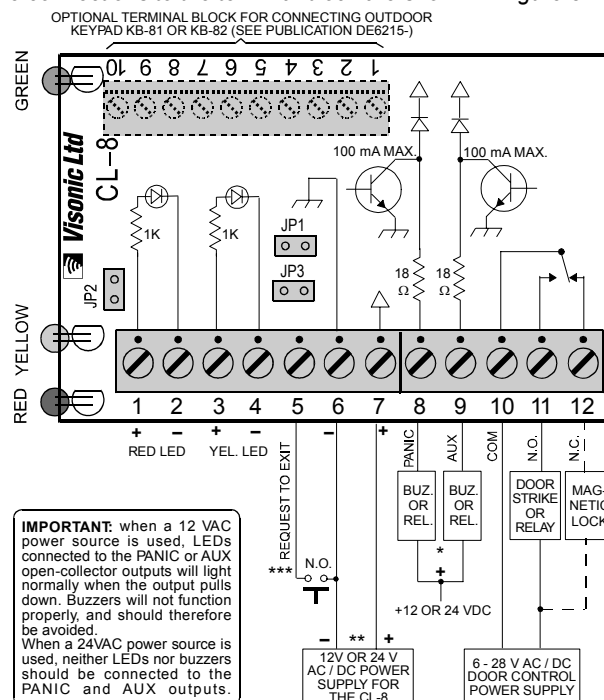 OPTIONAL TERMINAL BLOCK FOR CONNECTING OUTDOOR
KEYPAD KB-81 OR KB-82 (SEE PUBLICATION DE6215-)
GREEN
10 9 8 7 6 5 4 3 2 1
Visonic Ltd
CL-8
100 mA MAX.
100 mA MAX.
1K
1K
JP1
JP3
JP2
18
Ω
18
Ω
YELLOW
RED
1 2 3 4 5 6 7 8 9 10 11 12
+ − + − − +
RED LED
YEL. LED
REQUEST TO EXIT
PANIC
AUX
COM
N.O.
N.C.
BUZ.
OR
REL.
BUZ.
OR
REL.
DOOR
STRIKE
OR
RELAY
MAG-
NETIC
LOCK
*
+
+12 OR 24 VDC
***
N.O.
− ** +
12V OR 24 V
AC / DC POWER
SUPPLY FOR
THE CL-8
6 - 28 V AC / DC
DOOR CONTROL
POWER SUPPLY
IMPORTANT: when a 12 VAC
power source is used, LEDs
connected to the PANIC or AUX
open-collector outputs will light
normally when the output pulls
down. Buzzers will not function
properly, and should therefore
be avoided.
When a 24VAC power source is
used, neither LEDs nor buzzers
should be connected to the
PANIC and AUX outputs.